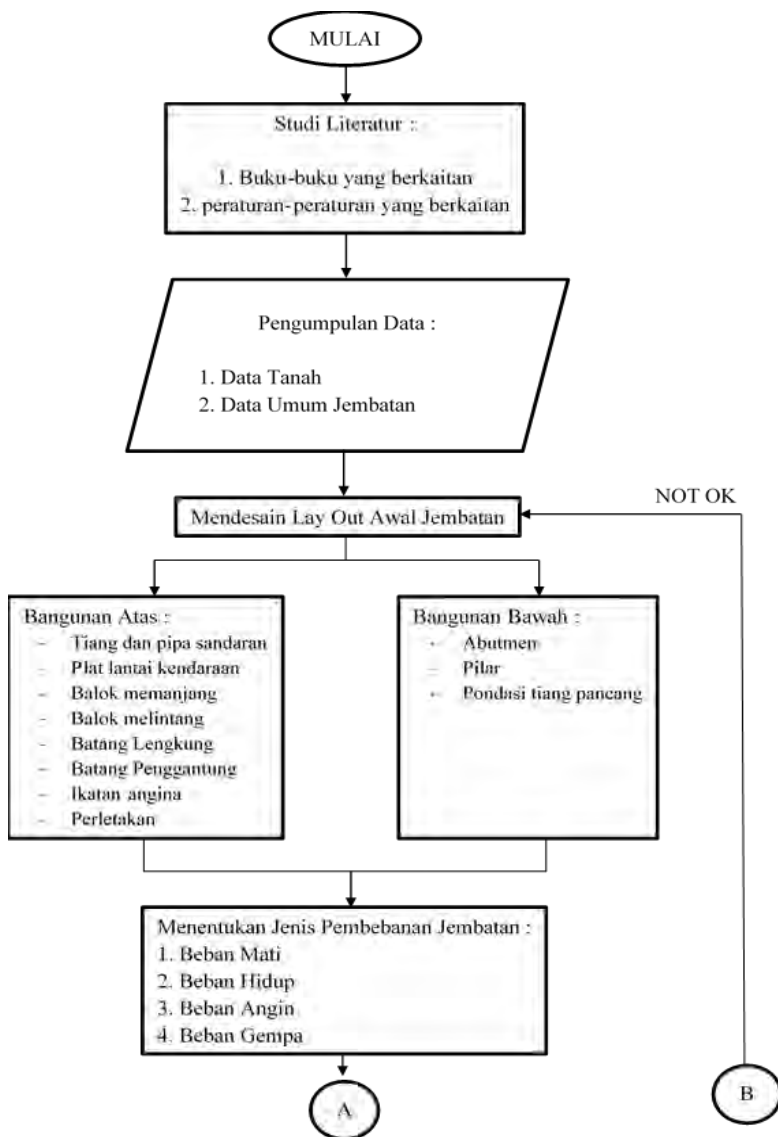 MULAI
Studi Literatur :
1. Buku-buku yang berkaitan
2. peraturan-peraturan yang berkaitan
Pengumpulan Data :
1. Data Tanah
2. Data Umum Jembatan
NOT OK
Mendesain Lay Out Awal Jembatan
Bangunan Atas :
- Tiang dan pipa sandaran
- Plat lantai kendaraan
- Balok memanjang
- Balok melintang
- Batang Lengkung
- Batang Penggantung
- Ikatan angina
- Perletakan
Bangunan Bawah :
- Abutmen
- Pilar
- Pondasi tiang pancang
Menentukan Jenis Pembebanan Jembatan :
1. Beban Mati
2. Beban Hidup
3. Beban Angin
4. Beban Gempa
A
B